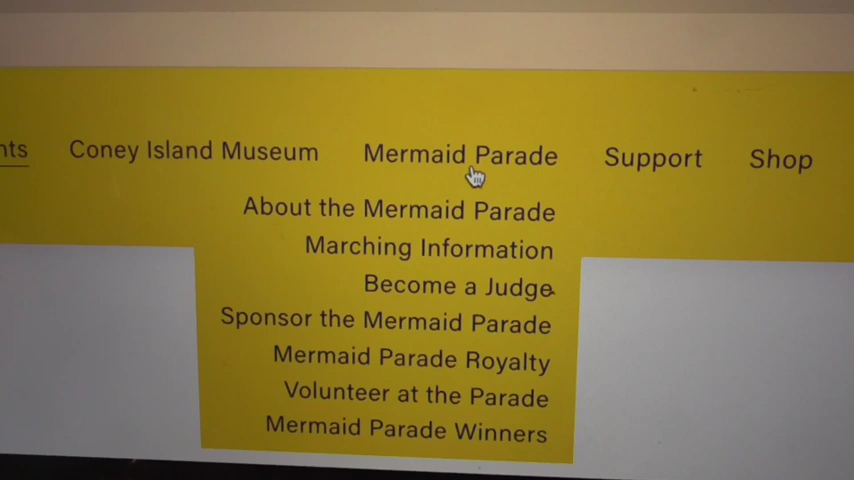 nts Coney Island Museum Mermaid Parade Support Shop
About the Mermaid Parade
Marching Information
Become a Judge
Sponsor the Mermaid Parade
Mermaid Parade Royalty
Volunteer at the Parade
Mermaid Parade Winners